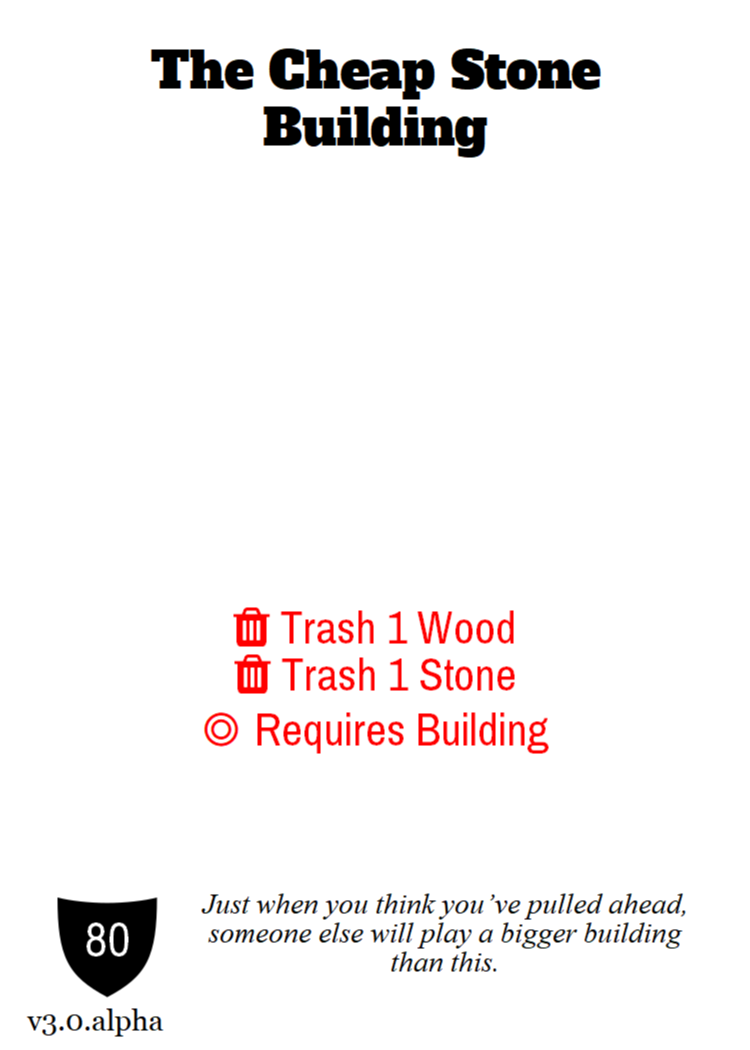 The Cheap Stone
Building
Trash 1 Wood
Trash 1 Stone
Requires Building
80
Just when you think you’ve pulled ahead,
someone else will play a bigger building
than this.
v3.0.alpha